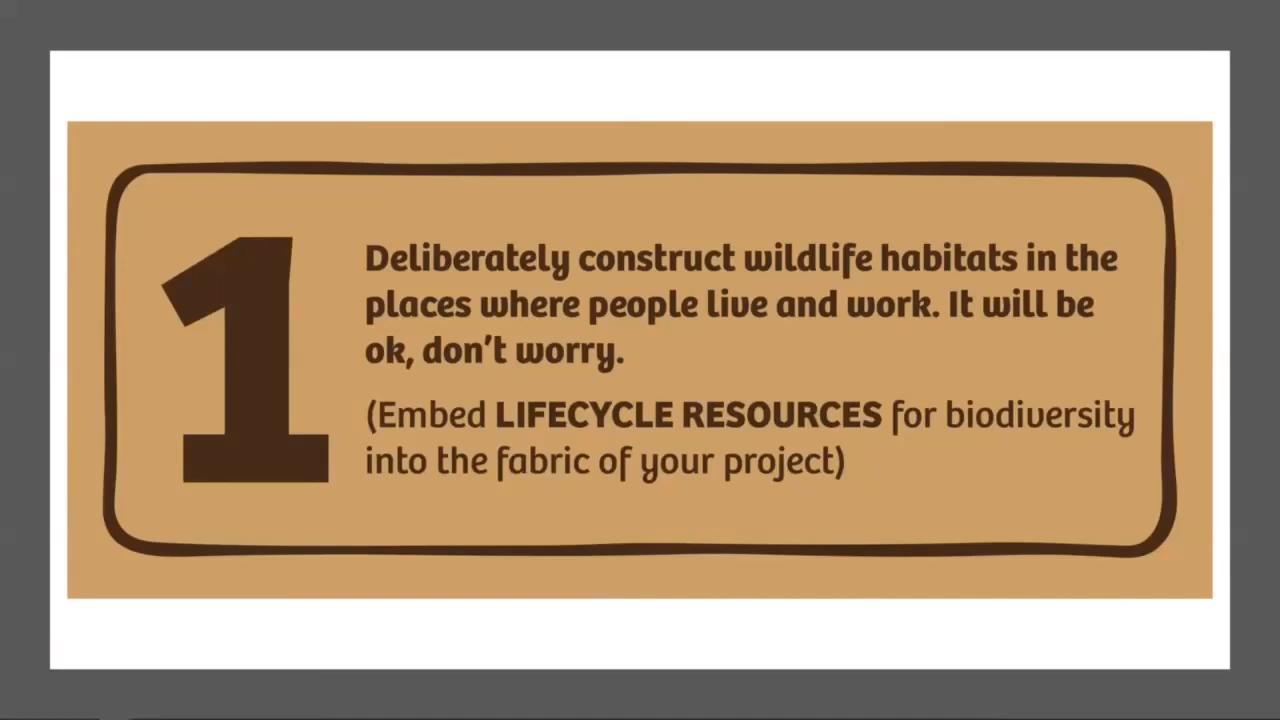 1
Deliberately construct wildlife habitats in the
places where people live and work. It will be
ok, don't worry.
(Embed LIFECYCLE RESOURCES for biodiversity
into the fabric of your project)